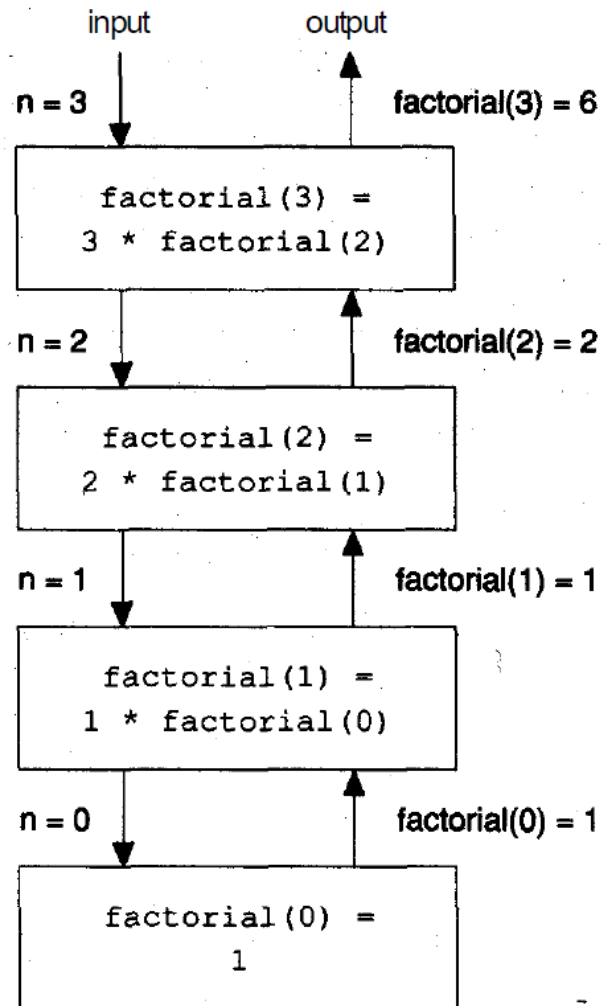 input output
n = 3 factorial(3) = 6
factorial(3) =
3 * factorial(2)
n = 2 factorial(2) = 2
factorial(2) =
2 * factorial(1)
n = 1 factorial(1) = 1
factorial(1) =
1 * factorial(0)
n = 0 factorial(0) = 1
factorial(0) =
1